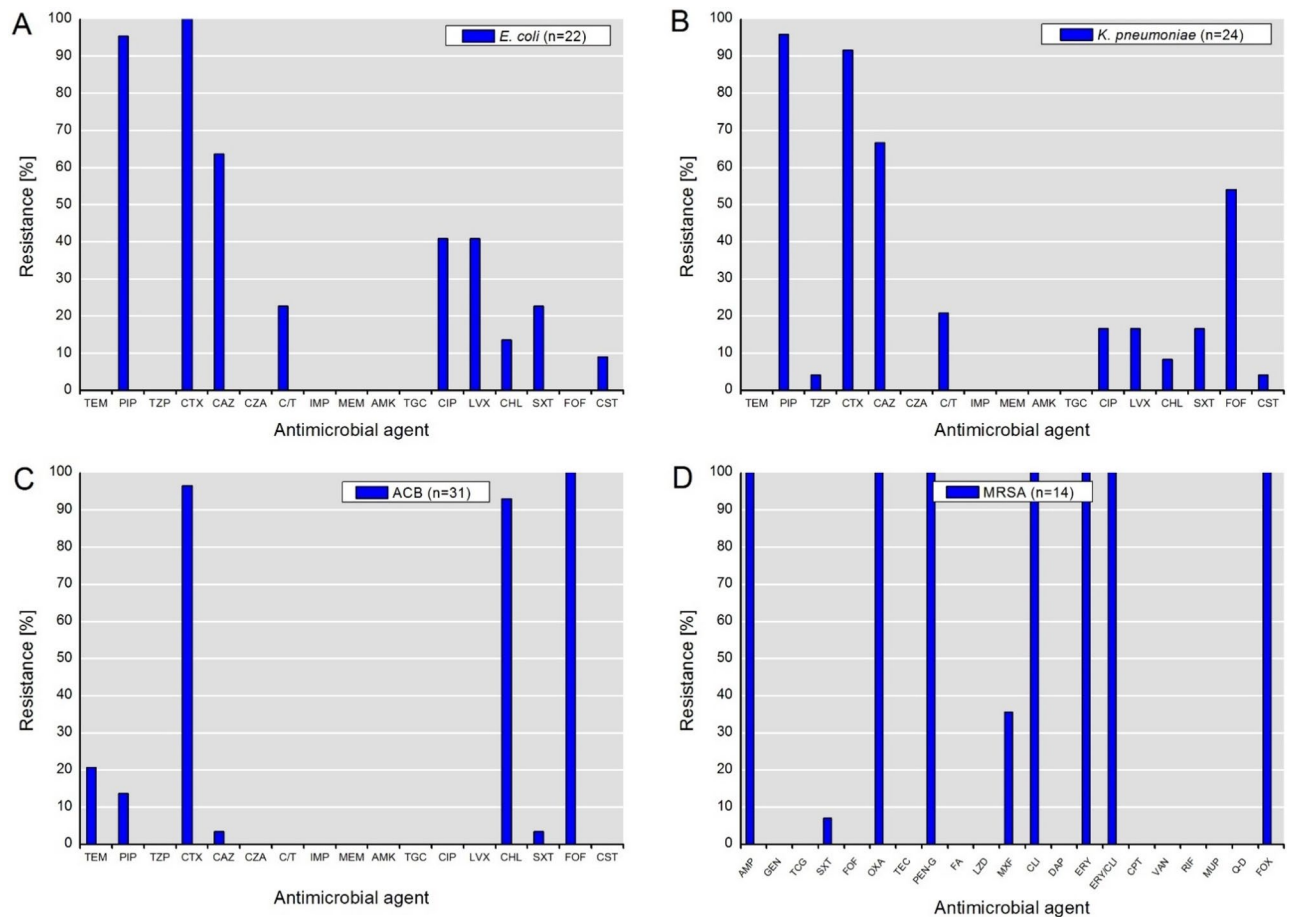 A
E. coli (n=22)
Resistance [%]
100
90
80
70
60
50
40
30
20
10
0
TEM PIP TZP CTX CAZ CZA C/T IMP MEM AMK TGC CIP LVX CHL SXT FOF CST
Antimicrobial agent
B
K. pneumoniae (n=24)
Resistance [%]
100
90
80
70
60
50
40
30
20
10
0
TEM PIP TZP CTX CAZ CZA C/T IMP MEM AMK TGC CIP LVX CHL SXT FOF CST
Antimicrobial agent
C
ACB (n=31)
Resistance [%]
100
90
80
70
60
50
40
30
20
10
0
TEM PIP TZP CTX CAZ CZA C/T IMP MEM AMK TGC CIP LVX CHL SXT FOF CST
Antimicrobial agent
D
MRSA (n=14)
Resistance [%]
100
90
80
70
60
50
40
30
20
10
0
AMP GEN TCG SXT FOF OXA TEC PEN-G FA LZD MXF CLI DAP ERY ERY/CLI CPT VAN RIF MUP Q-D FOX
Antimicrobial agent